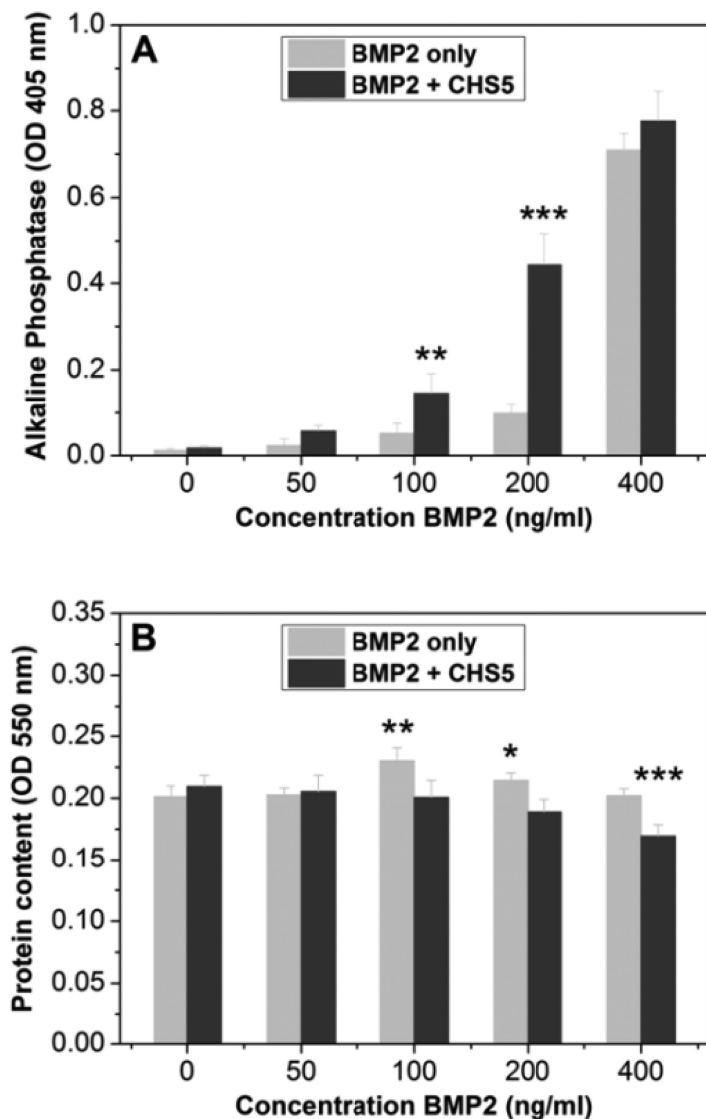 A
BMP2 only
BMP2 + CHS5
Alkaline Phosphatase (OD 405 nm)
1.0
0.8
0.6
0.4
0.2
0.0
**
***
0 50 100 200 400
Concentration BMP2 (ng/ml)
B
BMP2 only
BMP2 + CHS5
Protein content (OD 550 nm)
0.35
0.30
0.25
0.20
0.15
0.10
0.05
0.00
**
*
***
0 50 100 200 400
Concentration BMP2 (ng/ml)